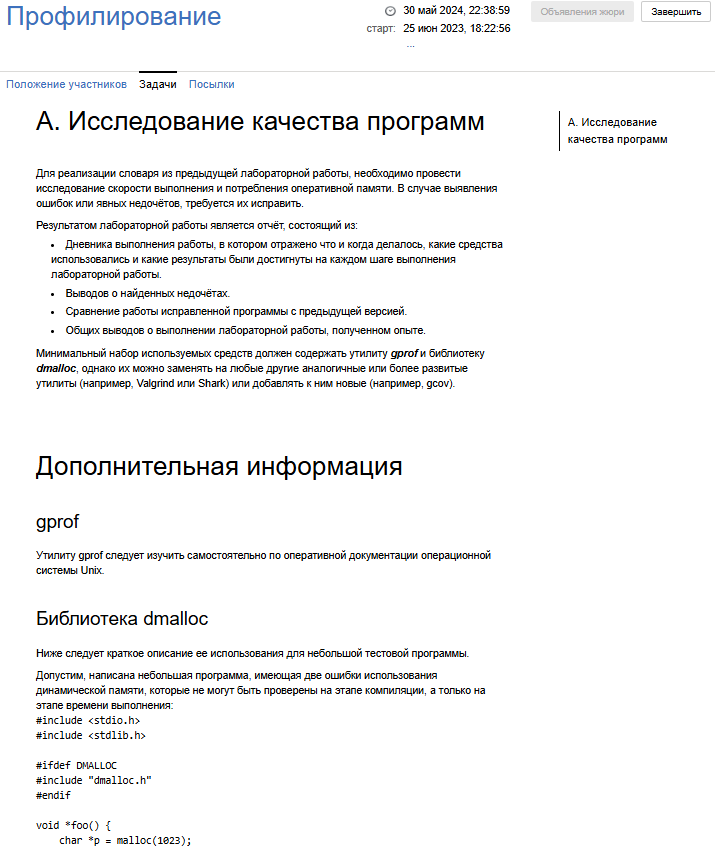 Профилирование
30 май 2024, 22:38:59
старт: 25 июн 2023, 18:22:56
...
Объявления жюри
Завершить
Положение участников Задачи Посылки
A. Исследование качества программ
A. Исследование
качества программ
Для реализации словаря из предыдущей лабораторной работы, необходимо провести
исследование скорости выполнения и потребления оперативной памяти. В случае выявления
ошибок или явных недочётов, требуется их исправить.
Результатом лабораторной работы является отчёт, состоящий из:
• Дневника выполнения работы, в котором отражено что и когда делалось, какие средства
использовались и какие результаты были достигнуты на каждом шаге выполнения
лабораторной работы.
• Выводов о найденных недочётах.
• Сравнение работы исправленной программы с предыдущей версией.
• Общих выводов о выполнении лабораторной работы, полученном опыте.
Минимальный набор используемых средств должен содержать утилиту gprof и библиотеку
dmalloc, однако их можно заменять на любые другие аналогичные или более развитые
утилиты (например, Valgrind или Shark) или добавлять к ним новые (например, gcov).
Дополнительная информация
gprof
Утилиту gprof следует изучить самостоятельно по оперативной документации операционной
системы Unix.
Библиотека dmalloc
Ниже следует краткое описание ее использования для небольшой тестовой программы.
Допустим, написана небольшая программа, имеющая две ошибки использования
динамической памяти, которые не могут быть проверены на этапе компиляции, а только на
этапе времени выполнения:
#include <stdio.h>
#include <stdlib.h>
#ifdef DMALLOC
#include "dmalloc.h"
#endif
void *foo() {
    char *p = malloc(1023);